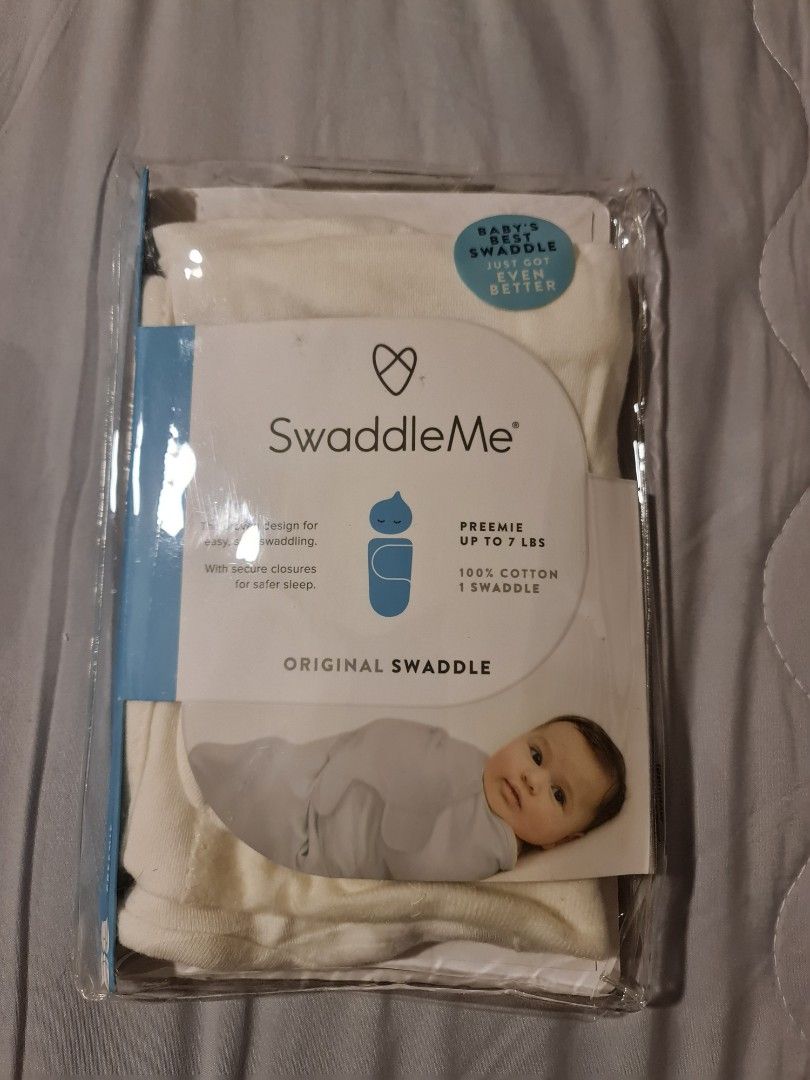 BABY'S
BEST
SWADDLE
JUST GOT
EVEN
BETTER
SwaddleMe®
design for
easy, swaddling.
With secure closures
for safer sleep.
PREEMIE
UP TO 7 LBS
100% COTTON
1 SWADDLE
ORIGINAL SWADDLE